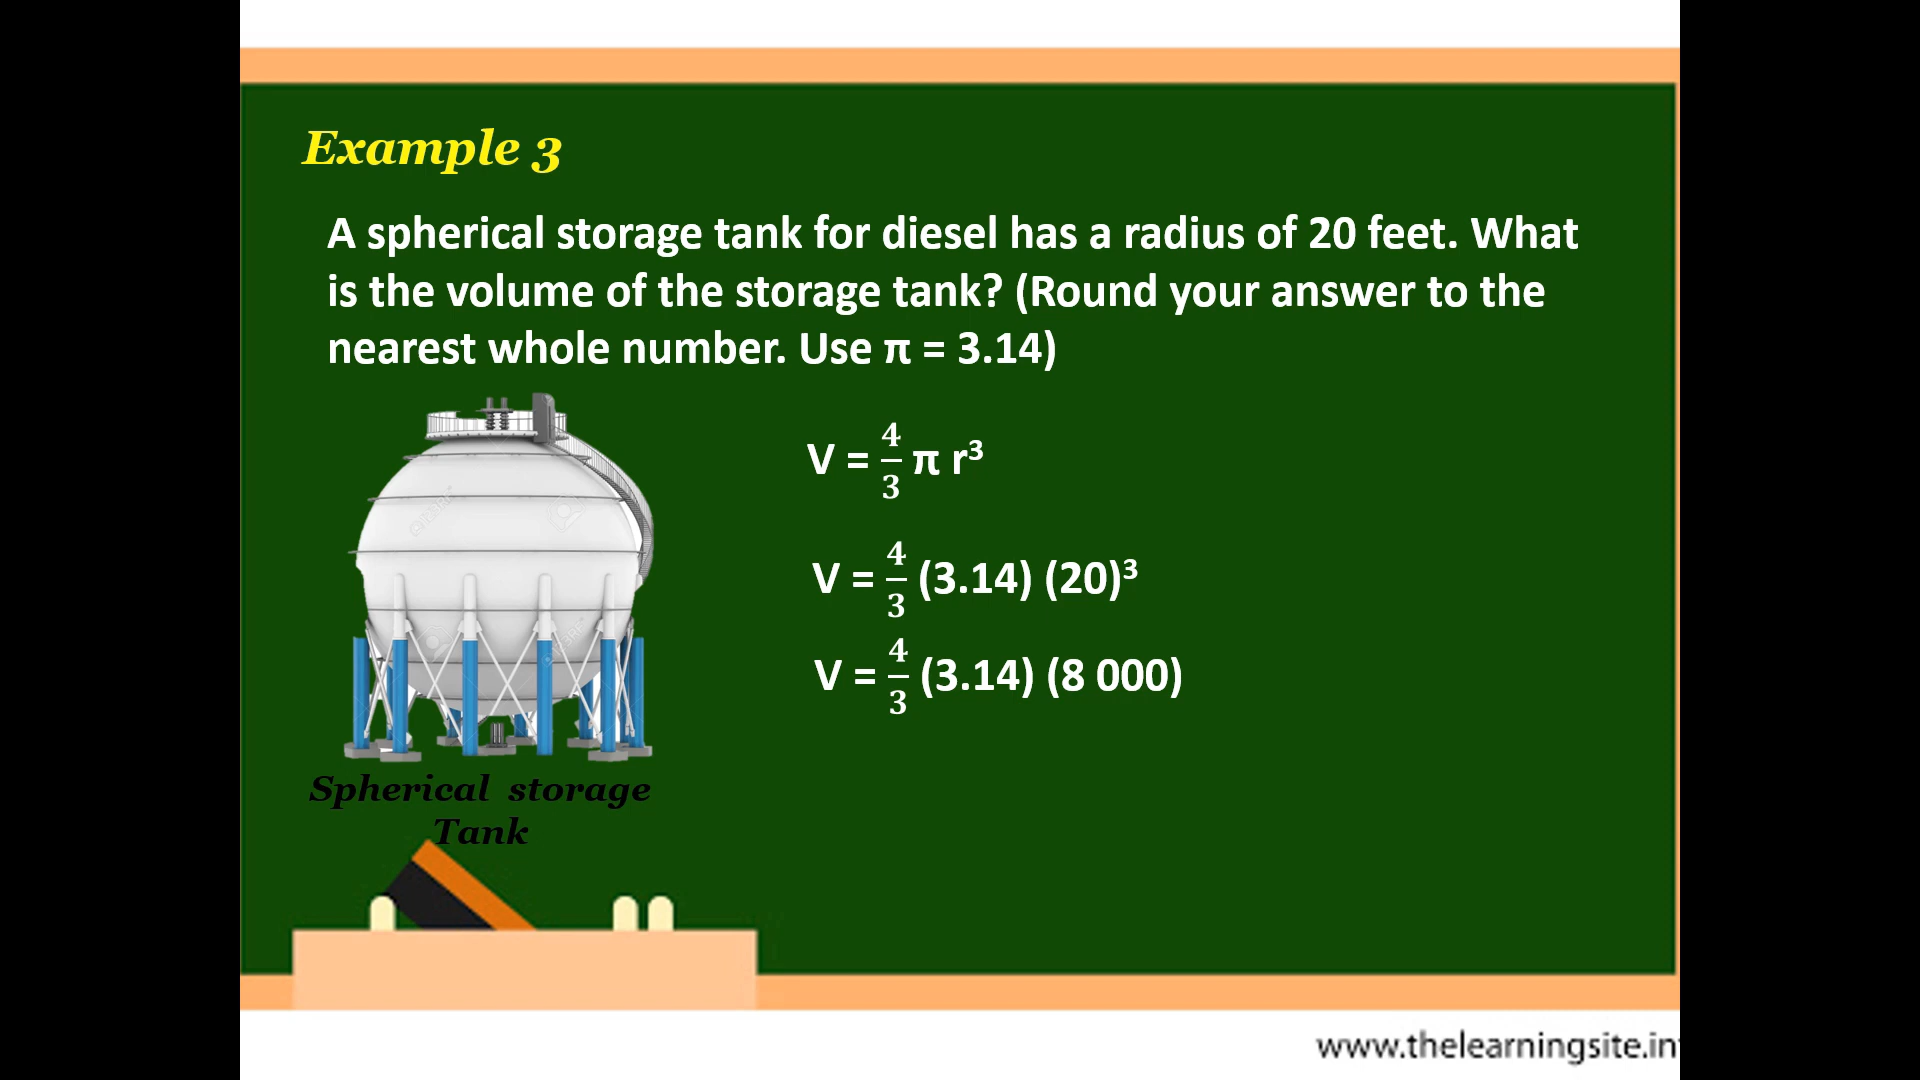 Example 3
A spherical storage tank for diesel has a radius of 20 feet. What
is the volume of the storage tank? (Round your answer to the
nearest whole number. Use π = 3.14)
V = 4/3 π r³
V = 4/3 (3.14) (20)³
V = 4/3 (3.14) (8 000)
Spherical storage
Tank
www.thelearningsite.in